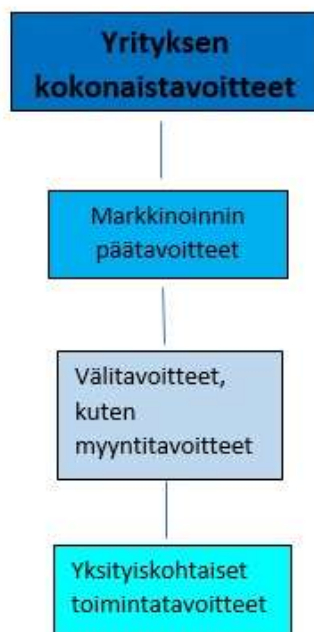 Yrityksen
kokonaistavoitteet
Markkinoinnin
päätavoitteet
Välitavoitteet,
kuten
myyntitavoitteet
Yksityiskohtaiset
toimintatavoitteet